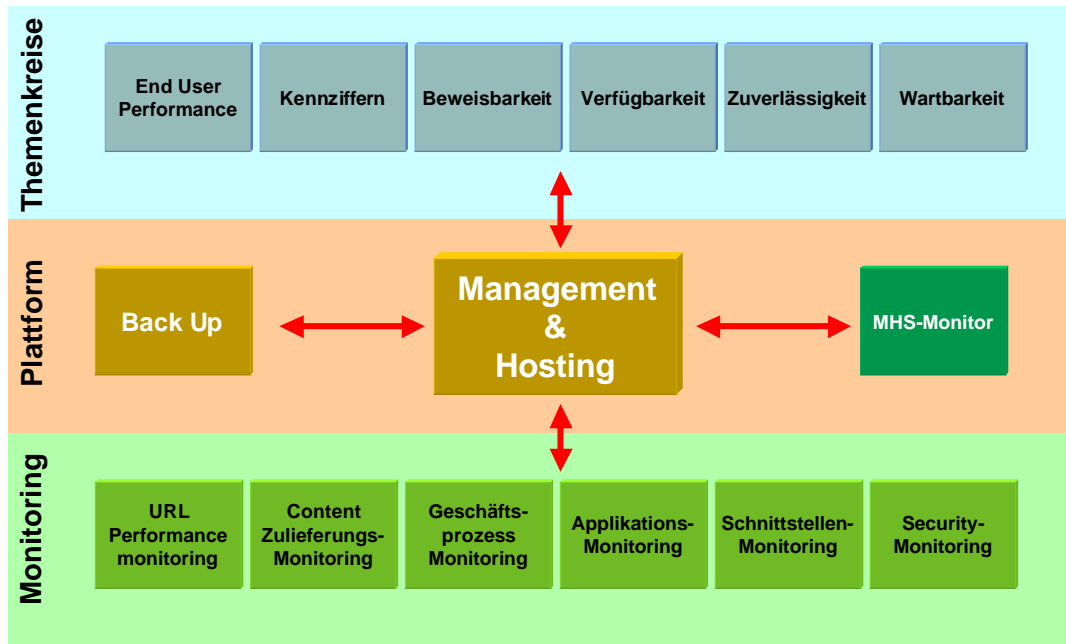 Themenkreise
End User
Performance
Kennziffern
Beweisbarkeit
Verfügbarkeit
Zuverlässigkeit
Wartbarkeit
Plattform
Back Up
Management
&
Hosting
MHS-Monitor
Monitoring
URL
Performance
monitoring
Content
Zulieferungs-
Monitoring
Geschäfts-
prozess
Monitoring
Applikations-
Monitoring
Schnittstellen-
Monitoring
Security-
Monitoring